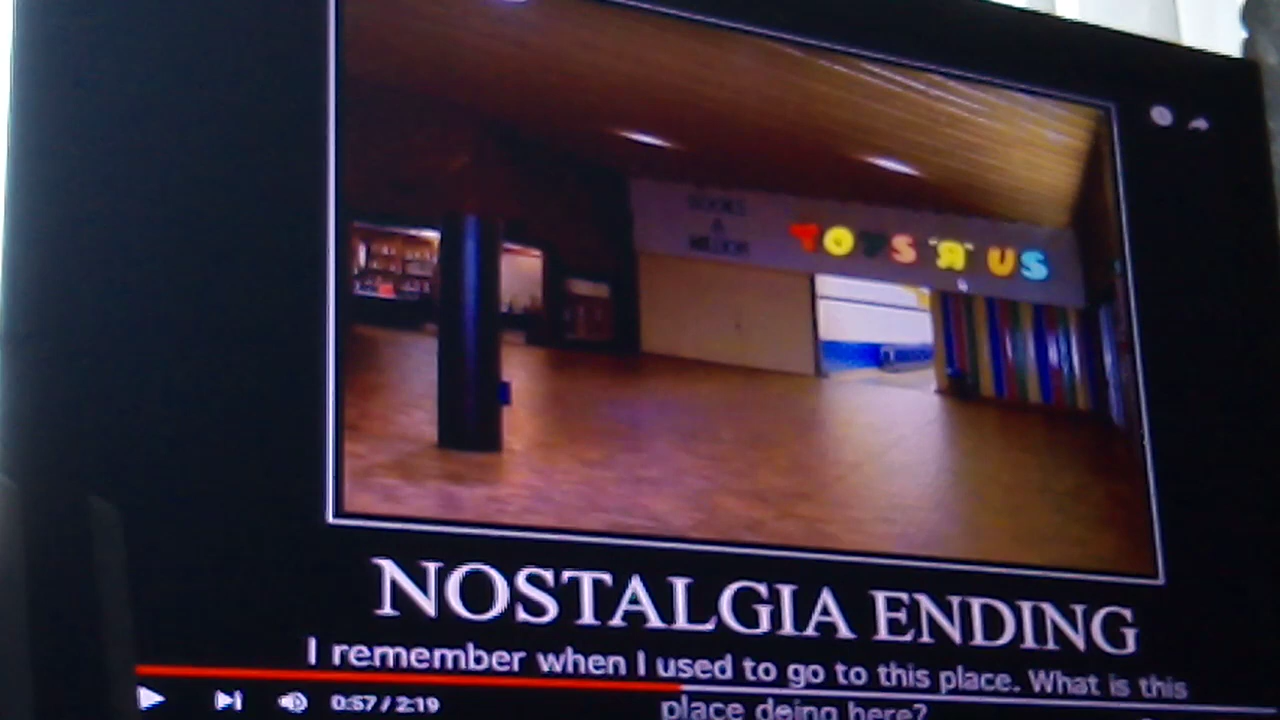 TOYS "R" US
NOSTALGIA ENDING
I remember when I used to go to this place. What is this
place doing here?
0:57 / 2:19